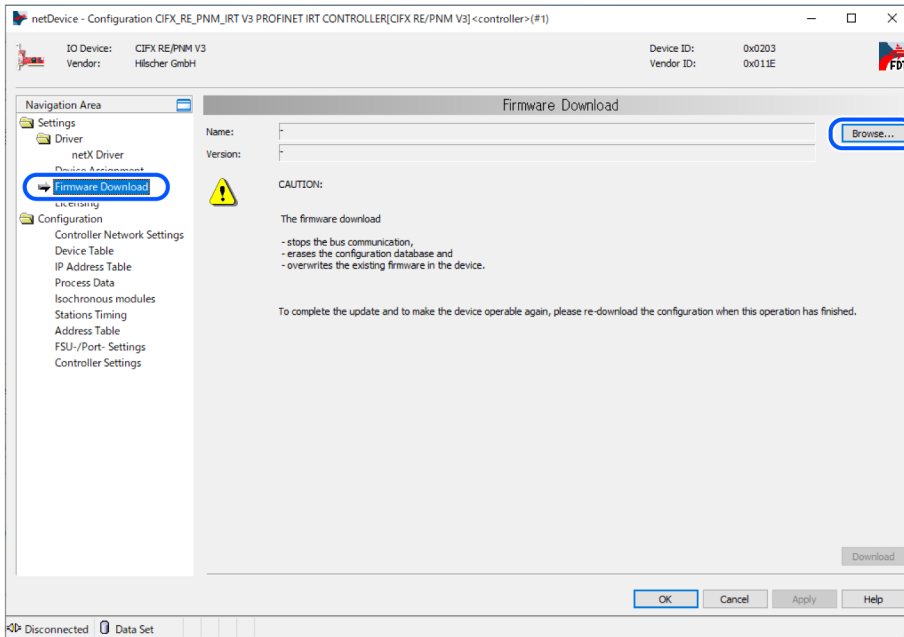 netDevice - Configuration CIFX_RE_PNM_IRT V3 PROFINET IRT CONTROLLER[CIFX RE/PNM V3]<controller>(#1)
IO Device: CIFX RE/PNM V3 Device ID: 0x0203
Vendor: Hilscher GmbH Vendor ID: 0x011E
FDT
Navigation Area
Settings
Driver
netX Driver
Device Assignment
Firmware Download
Licensing
Configuration
Controller Network Settings
Device Table
IP Address Table
Process Data
Isochronous modules
Stations Timing
Address Table
FSU-/Port- Settings
Controller Settings
Firmware Download
Name: - Browse...
Version: -
CAUTION:
The firmware download
- stops the bus communication,
- erases the configuration database and
- overwrites the existing firmware in the device.
To complete the update and to make the device operable again, please re-download the configuration when this operation has finished.
Download
OK Cancel Apply Help
Disconnected Data Set